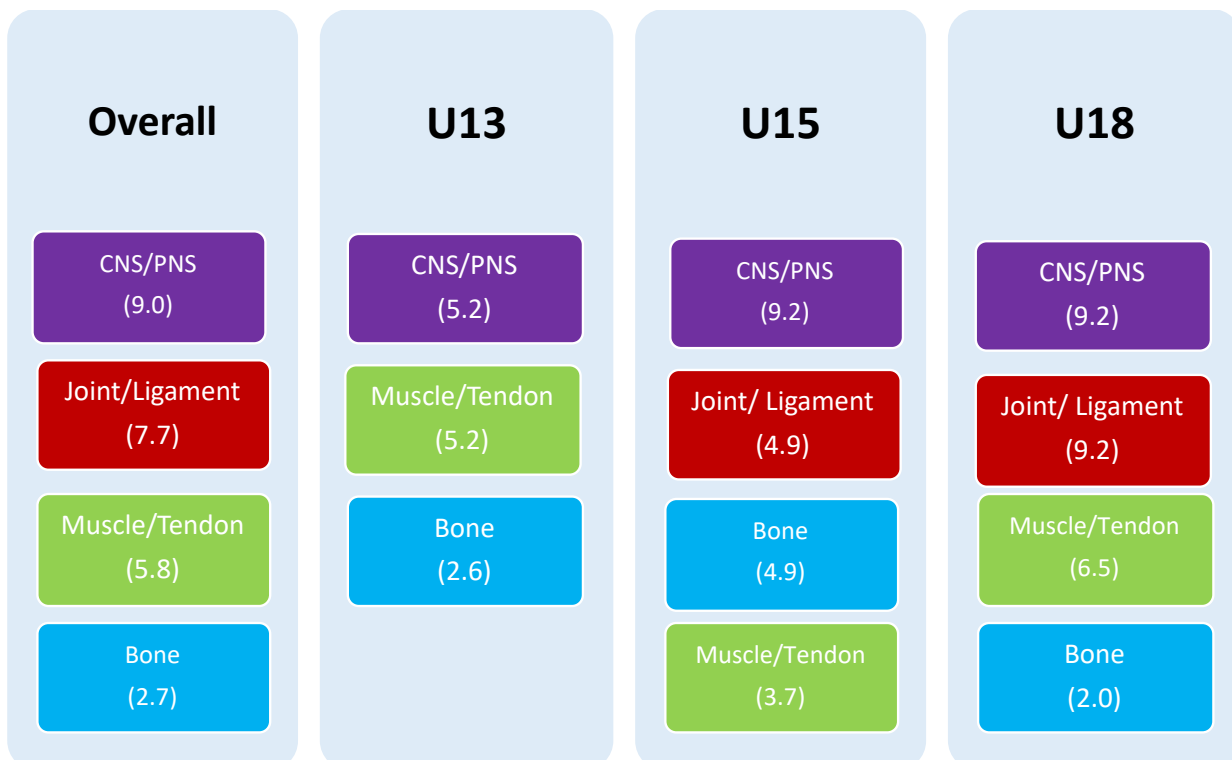 Overall
CNS/PNS
(9.0)
Joint/Ligament
(7.7)
Muscle/Tendon
(5.8)
Bone
(2.7)
U13
CNS/PNS
(5.2)
Muscle/Tendon
(5.2)
Bone
(2.6)
U15
CNS/PNS
(9.2)
Joint/ Ligament
(4.9)
Bone
(4.9)
Muscle/Tendon
(3.7)
U18
CNS/PNS
(9.2)
Joint/ Ligament
(9.2)
Muscle/Tendon
(6.5)
Bone
(2.0)